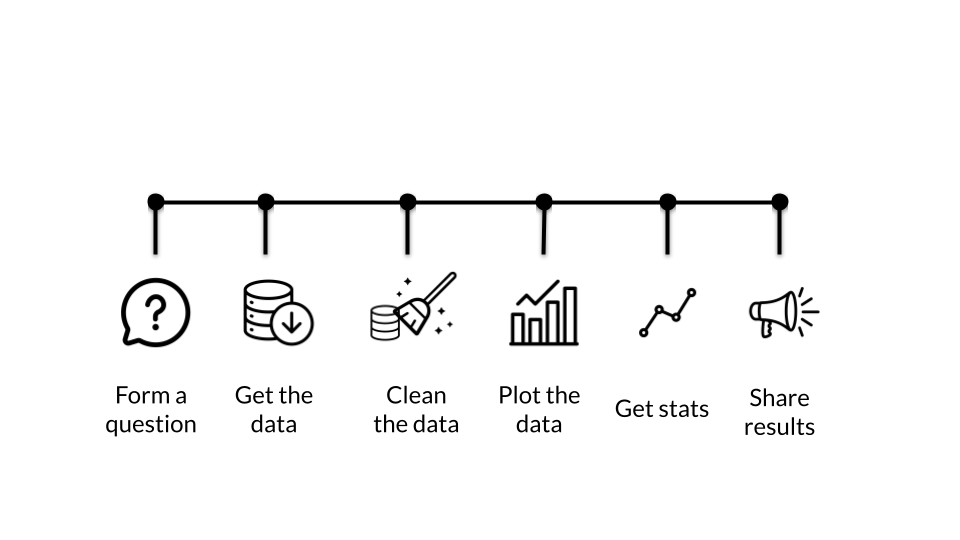 Form a
question
Get the
data
Clean
the data
Plot the
data
Get stats
Share
results